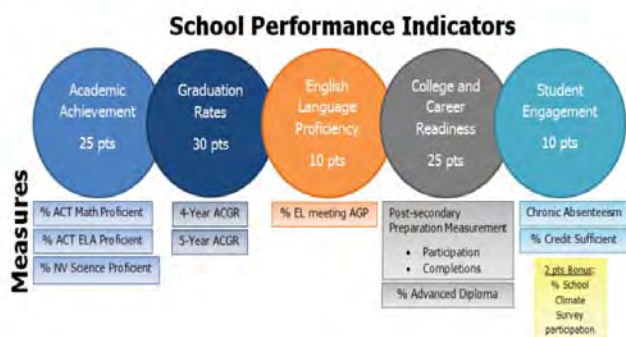 School Performance Indicators
Academic
Achievement
25 pts
Graduation
Rates
30 pts
English
Language
Proficiency
10 pts
College and
Career
Readiness
25 pts
Student
Engagement
10 pts
Measures
% ACT Math Proficient
% ACT ELA Proficient
% NV Science Proficient
4-Year ACGR
5-Year ACGR
% EL meeting AGP
Post-secondary
Preparation Measurement
• Participation
• Completions
% Advanced Diploma
Chronic Absenteeism
% Credit Sufficient
2 pts Bonus:
% School
Climate
Survey
participation